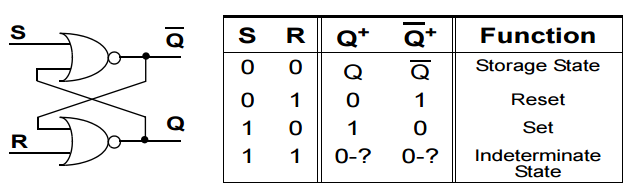 S
Q̅
Q
R
S R Q⁺ Q̅⁺ Function
0 0 Q Q̅ Storage State
0 1 0 1 Reset
1 0 1 0 Set
1 1 0-? 0-? Indeterminate
State